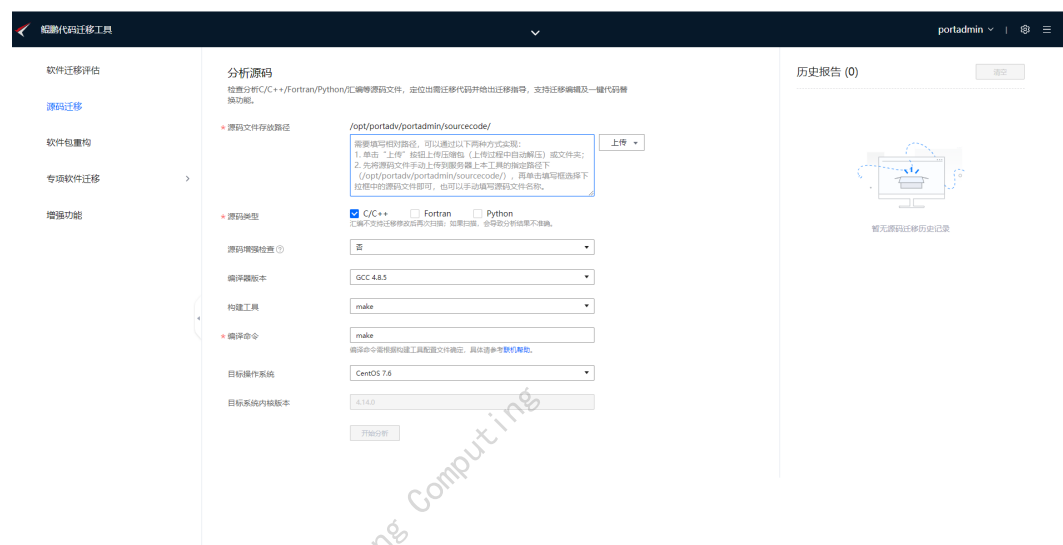 鲲鹏代码迁移工具
portadmin
软件迁移评估
源码迁移
软件包重构
专项软件迁移
增强功能
分析源码
检查分析C/C++/Fortran/Python/汇编等源码文件，定位出需迁移代码并给出迁移指导，支持迁移编辑及一键代码替
换功能。
* 源码文件存放路径
/opt/portadv/portadmin/sourcecode/
需要填写相对路径，可以通过以下两种方式实现:
1. 单击“上传”按钮上传压缩包（上传过程中自动解压）或文件夹；
2. 先将源码文件手动上传到服务器上本工具的指定路径下
（/opt/portadv/portadmin/sourcecode/），再单击填写框选择下
拉框中的源码文件即可，也可以手动填写源码文件名称。
上传
* 源码类型
C/C++ Fortran Python
汇编不支持迁移修改后再次扫描；如果扫描，会导致分析结果不准确。
源码增强检查
否
编译器版本
GCC 4.8.5
构建工具
make
* 编译命令
make
编译命令需根据构建工具配置文件确定，具体请参考联机帮助。
目标操作系统
CentOS 7.6
目标系统内核版本
4.14.0
开始分析
历史报告 (0)
清空
暂无源码迁移历史记录
ng Computing